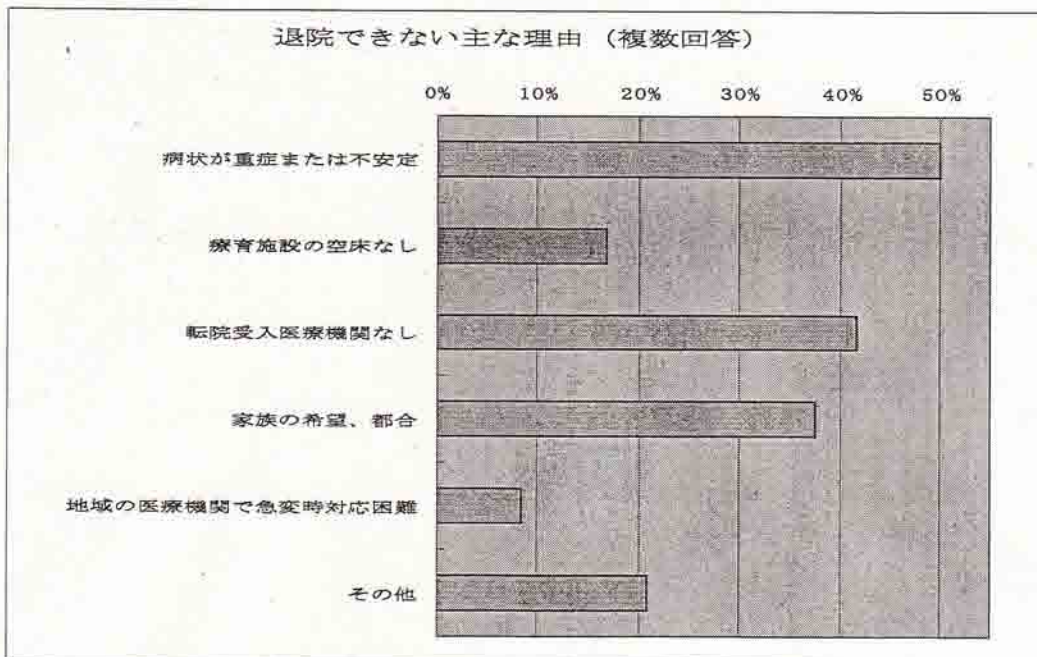 退院できない主な理由（複数回答）
0% 10% 20% 30% 40% 50%
病状が重症または不安定
療育施設の空床なし
転院受入医療機関なし
家族の希望、都合
地域の医療機関で急変時対応困難
その他